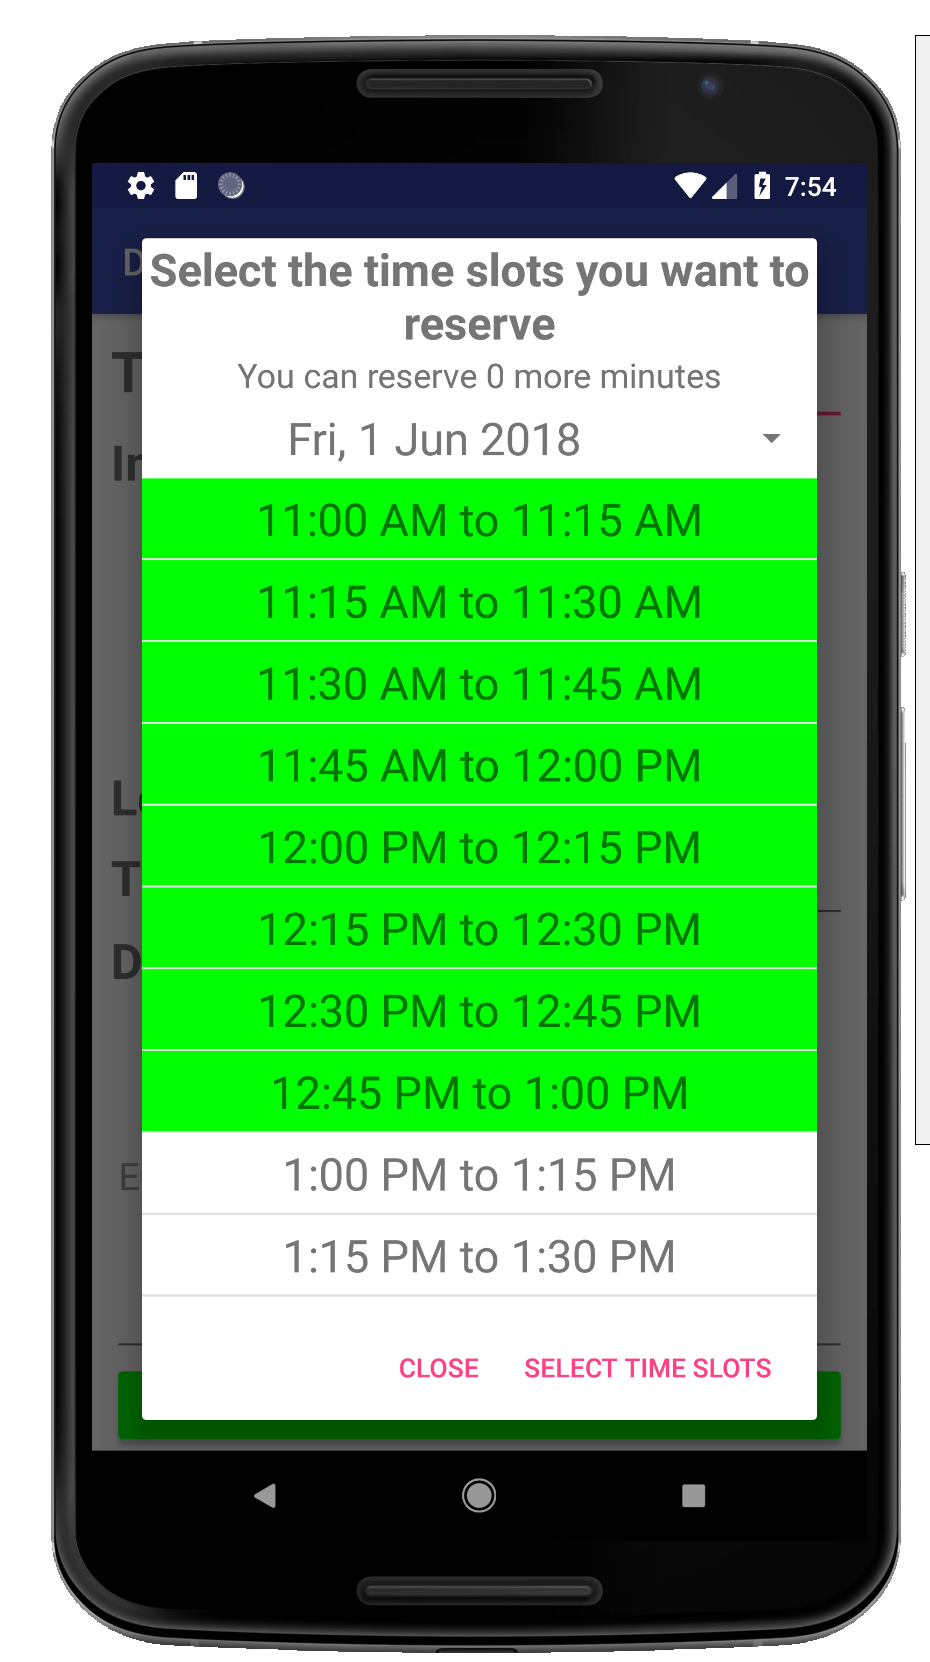 7:54
Select the time slots you want to
reserve
You can reserve 0 more minutes
Fri, 1 Jun 2018
11:00 AM to 11:15 AM
11:15 AM to 11:30 AM
11:30 AM to 11:45 AM
11:45 AM to 12:00 PM
12:00 PM to 12:15 PM
12:15 PM to 12:30 PM
12:30 PM to 12:45 PM
12:45 PM to 1:00 PM
1:00 PM to 1:15 PM
1:15 PM to 1:30 PM
CLOSE SELECT TIME SLOTS